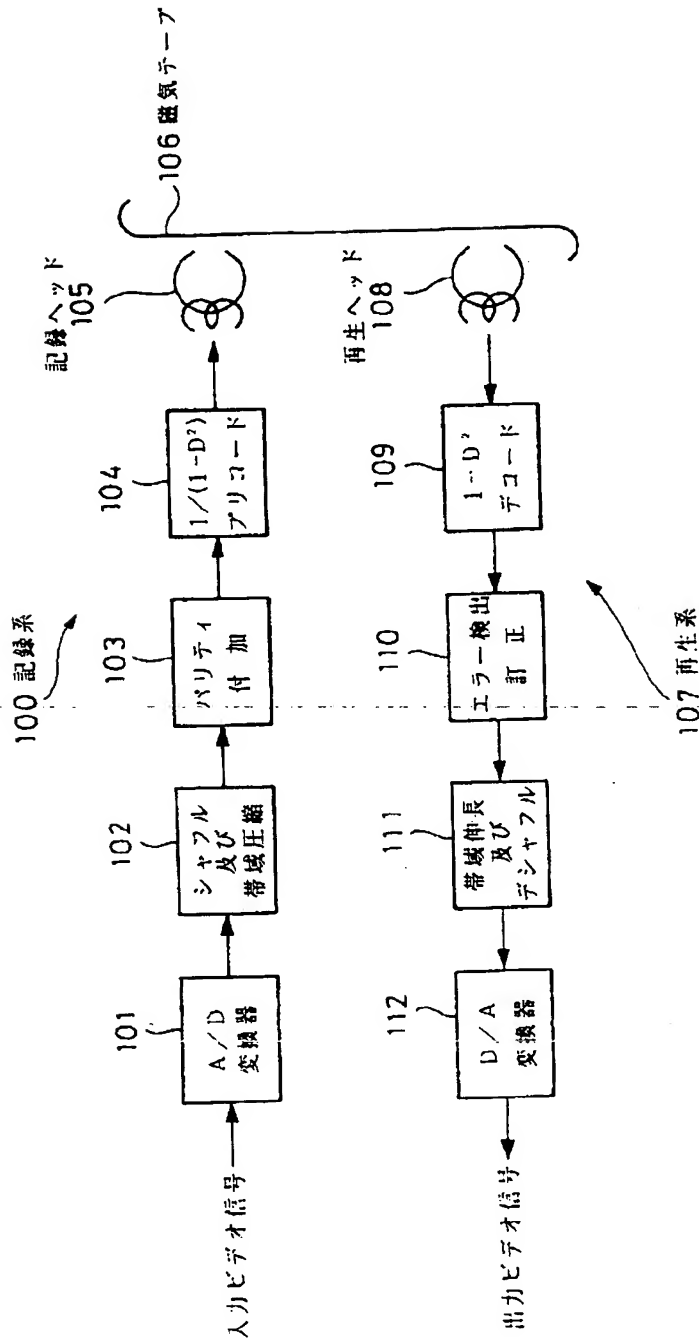 100 記録系
入力ビデオ信号
101
A/D
変換器
102
シャフル
及び
帯域圧縮
103
パリティ
付加
104
1/(1-D²)
プリコード
記録ヘッド
105
106 磁気テープ
再生ヘッド
108
109
1-D²
デコード
110
エラー検出
訂正
111
帯域伸長
及び
デシャフル
112
D/A
変換器
出力ビデオ信号
107 再生系